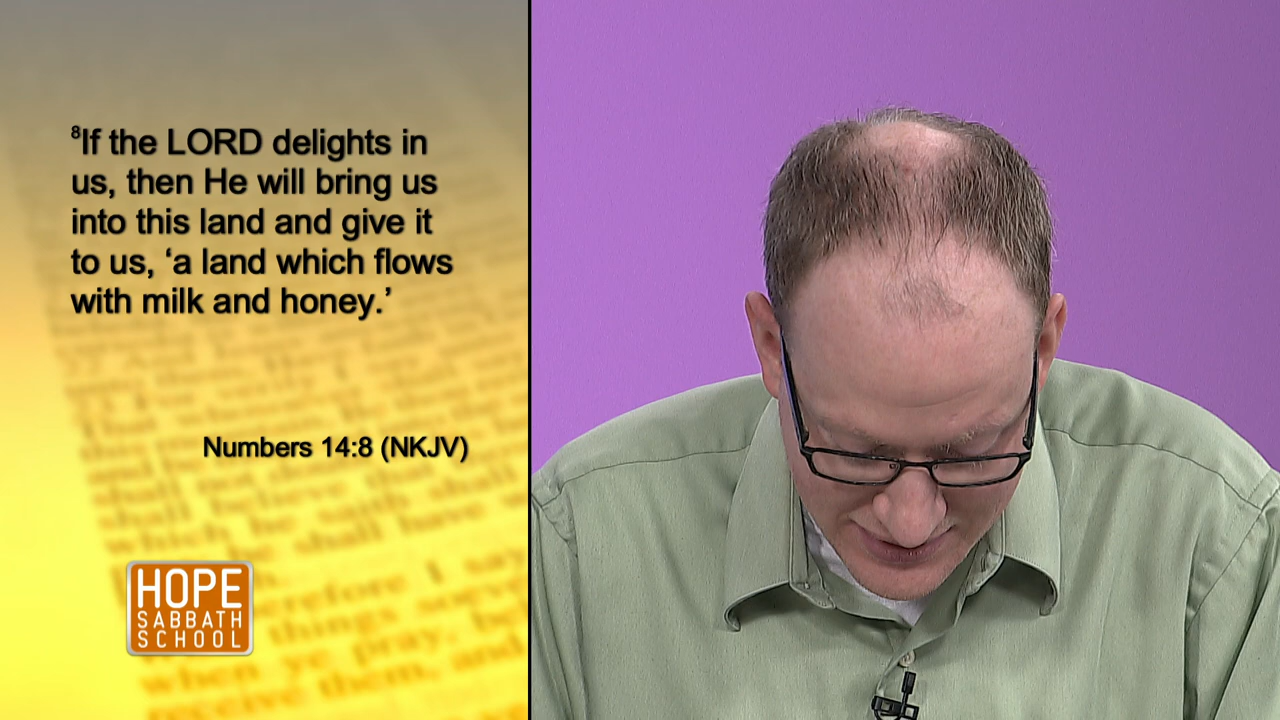 ⁸If the LORD delights in
us, then He will bring us
into this land and give it
to us, ‘a land which flows
with milk and honey.’
Numbers 14:8 (NKJV)
HOPE
SABBATH
SCHOOL